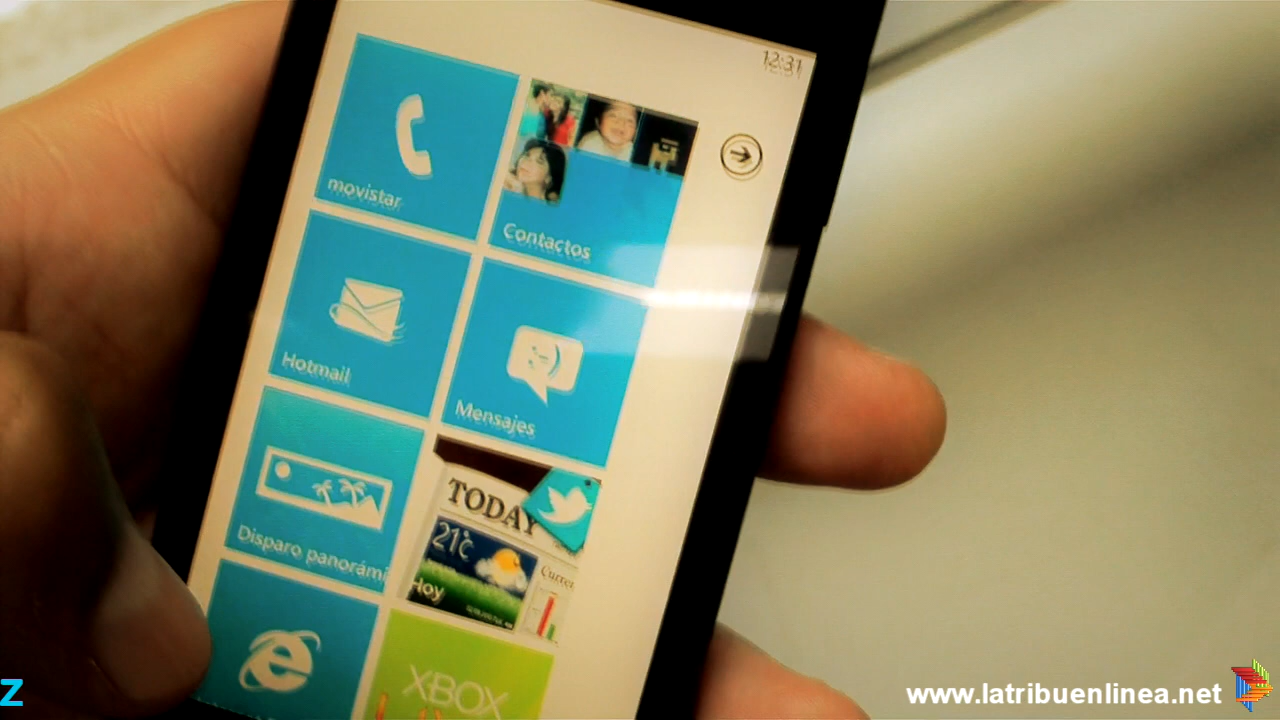 12:31
movistar
Contactos
Hotmail
Mensajes
Disparo panorámi
TODAY
21°c
Hoy
XBOX
www.latribuenlinea.net
Z